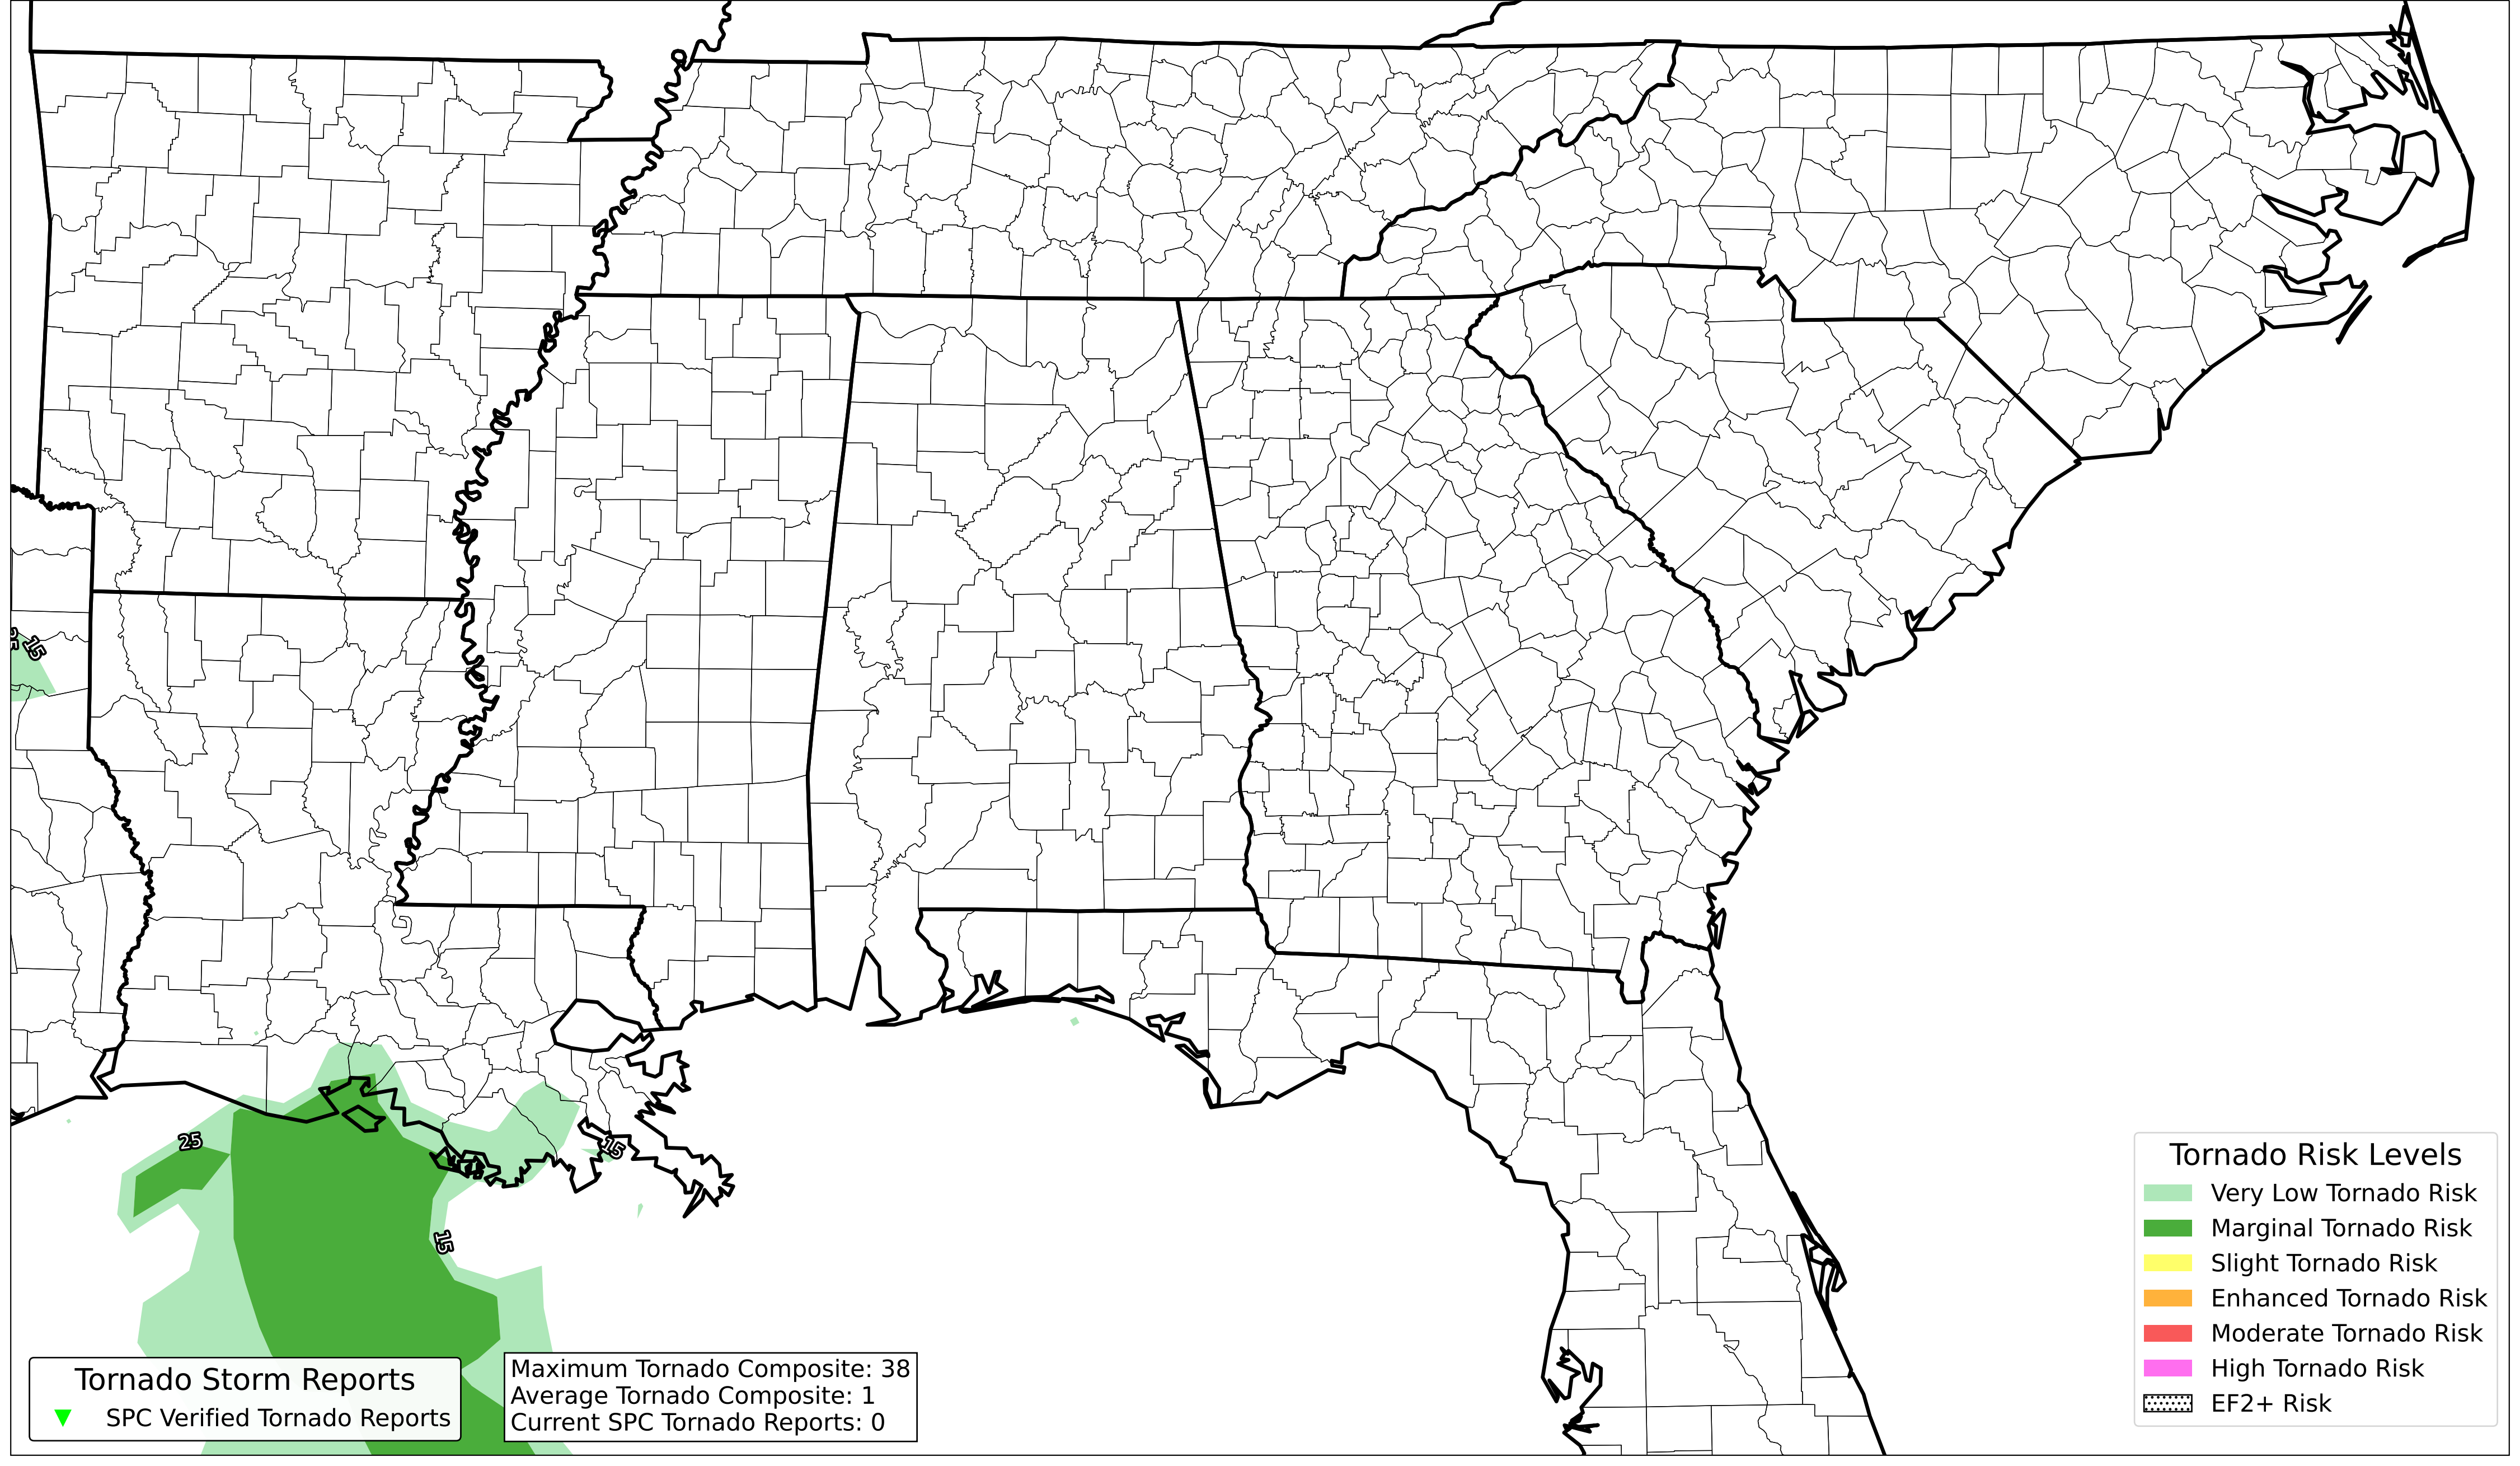 15
25
15
15
Tornado Storm Reports
SPC Verified Tornado Reports
Maximum Tornado Composite: 38
Average Tornado Composite: 1
Current SPC Tornado Reports: 0
Tornado Risk Levels
Very Low Tornado Risk
Marginal Tornado Risk
Slight Tornado Risk
Enhanced Tornado Risk
Moderate Tornado Risk
High Tornado Risk
EF2+ Risk